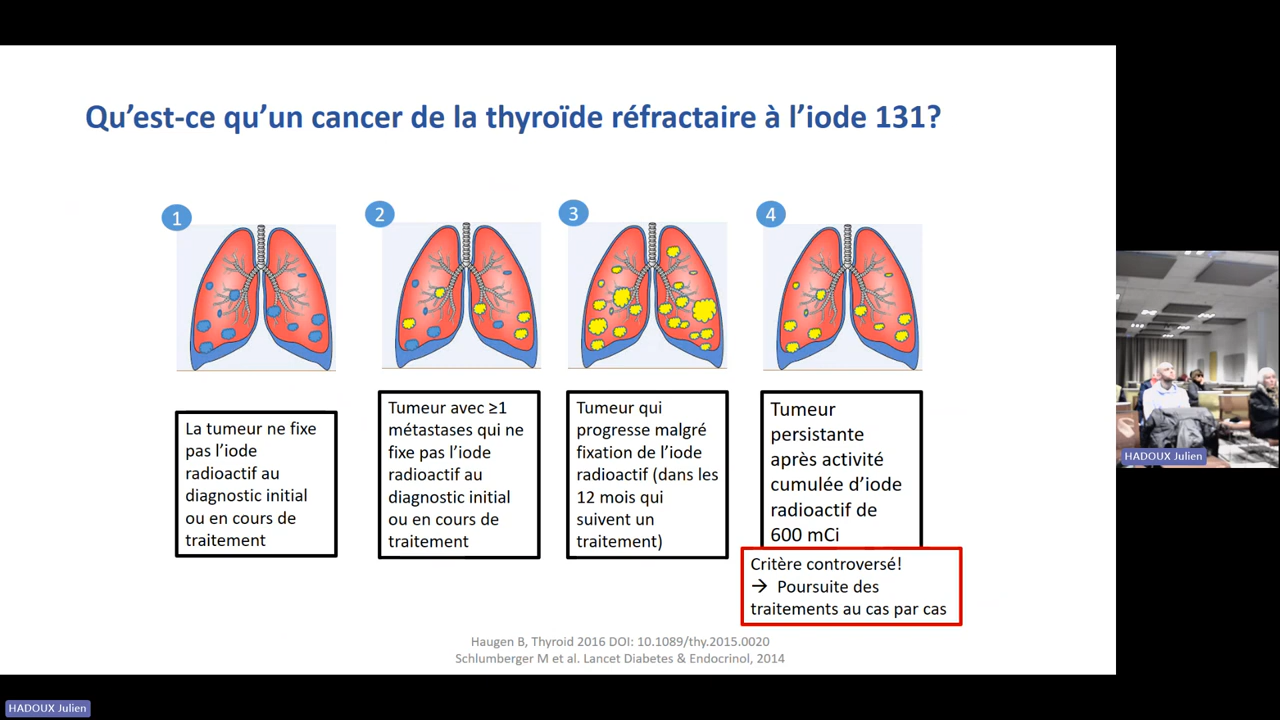 Qu’est-ce qu’un cancer de la thyroïde réfractaire à l’iode 131?
1
La tumeur ne fixe
pas l’iode
radioactif au
diagnostic initial
ou en cours de
traitement
2
Tumeur avec ≥1
métastases qui ne
fixe pas l’iode
radioactif au
diagnostic initial
ou en cours de
traitement
3
Tumeur qui
progresse malgré
fixation de l’iode
radioactif (dans les
12 mois qui
suivent un
traitement)
4
Tumeur
persistante
après activité
cumulée d’iode
radioactif de
600 mCi
Critère controversé!
→ Poursuite des
traitements au cas par cas
Haugen B, Thyroid 2016 DOI: 10.1089/thy.2015.0020
Schlumberger M et al. Lancet Diabetes & Endocrinol, 2014
HADOUX Julien
HADOUX Julien